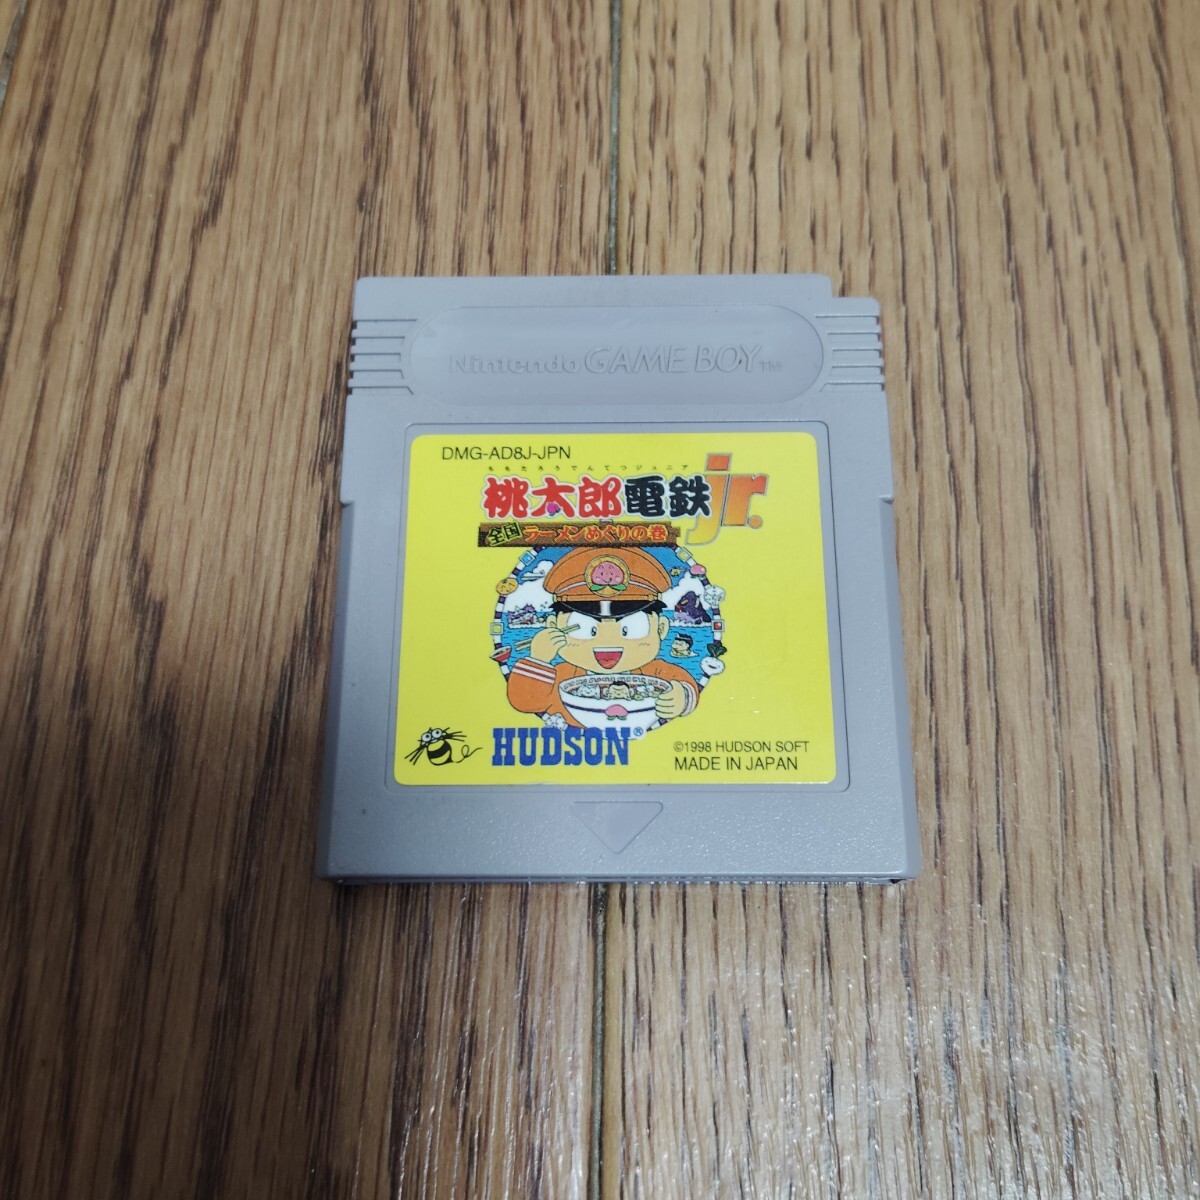 Nintendo GAME BOY™
DMG-AD8J-JPN
ももたろうでんてつジュニア
桃太郎電鉄jr.
全国ラーメンめぐりの巻
HUDSON®
©1998 HUDSON SOFT
MADE IN JAPAN